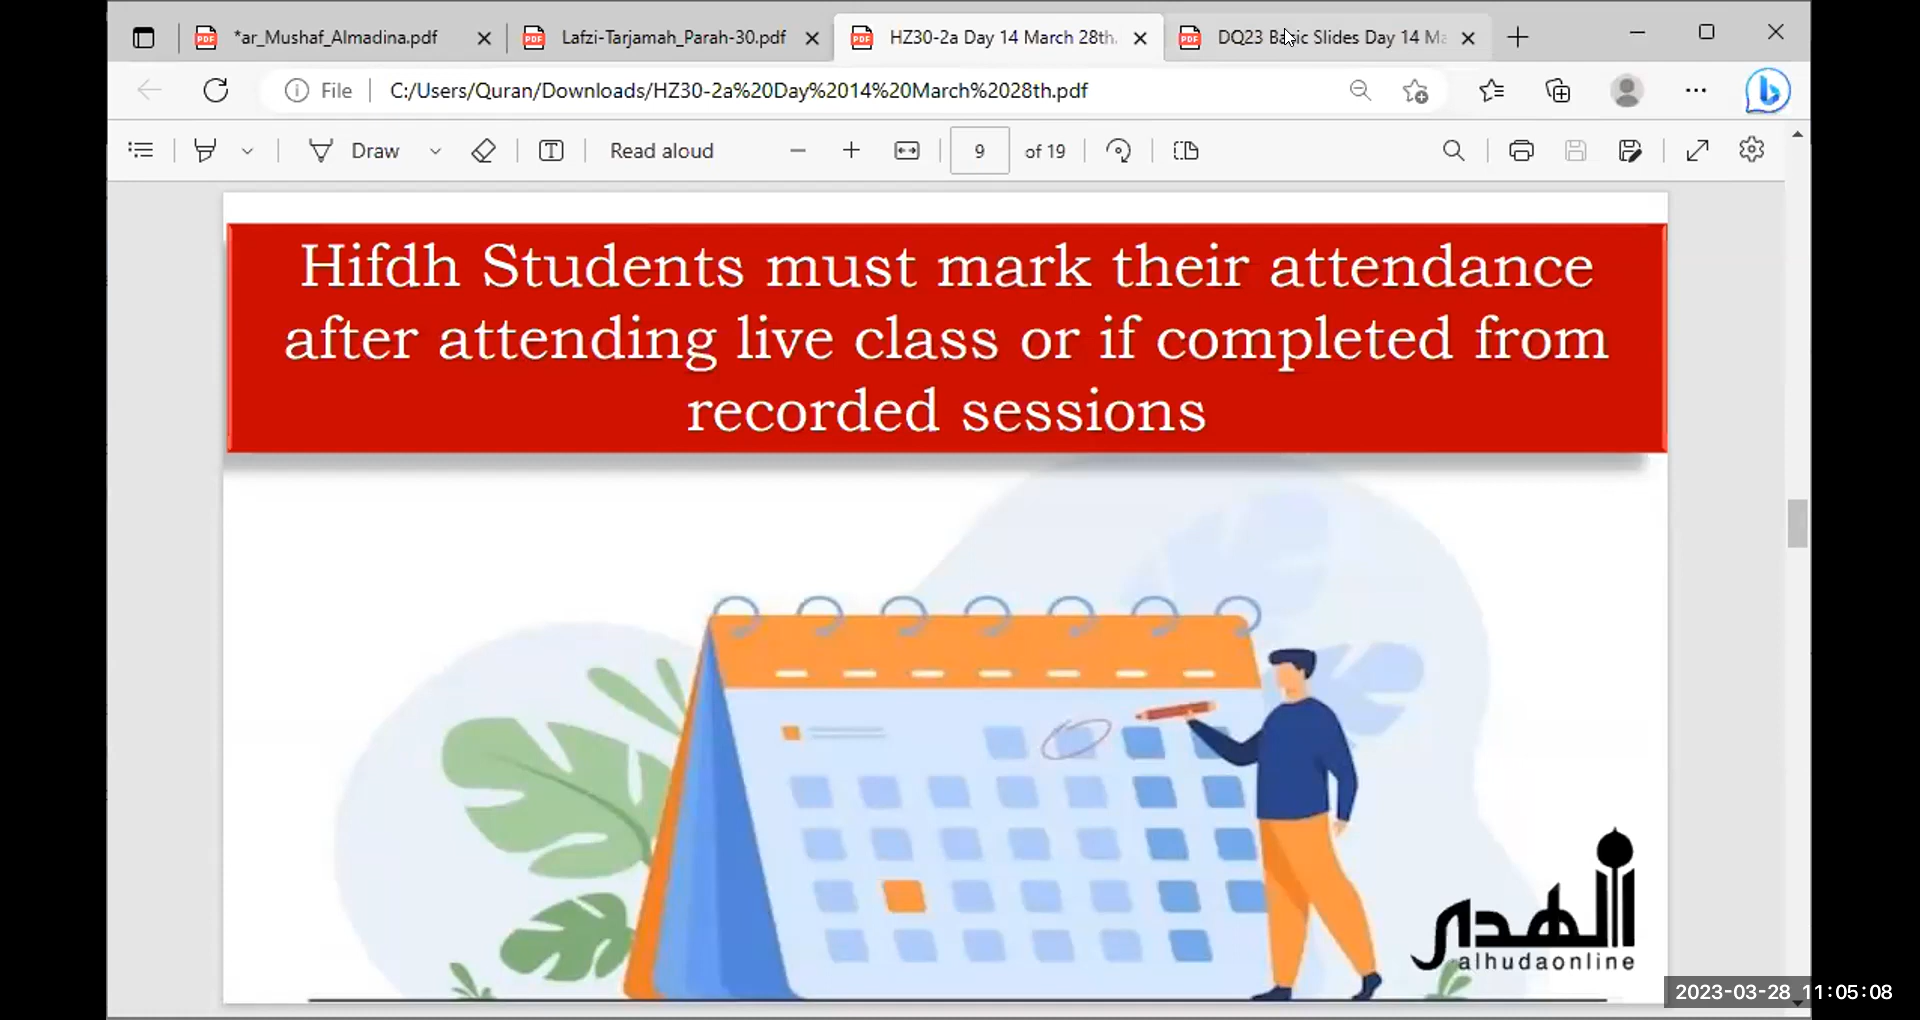 *ar_Mushaf_Almadina.pdf
Lafzi-Tarjamah_Parah-30.pdf
HZ30-2a Day 14 March 28th.
DQ23 Basic Slides Day 14 Ma
File
C:/Users/Quran/Downloads/HZ30-2a%20Day%2014%20March%2028th.pdf
Draw
Read aloud
9
of 19
Hifdh Students must mark their attendance
after attending live class or if completed from
recorded sessions
الهدى
alhudaonline
2023-03-28 11:05:08